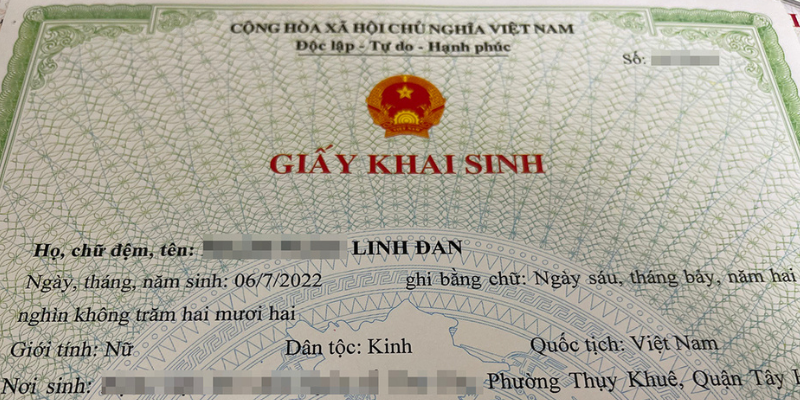 CỘNG HÒA XÃ HỘI CHỦ NGHĨA VIỆT NAM
Độc lập - Tự do - Hạnh phúc
Số:
GIẤY KHAI SINH
Họ, chữ đệm, tên: LINH ĐAN
Ngày, tháng, năm sinh: 06/7/2022 ghi bằng chữ: Ngày sáu, tháng bảy, năm hai
nghìn không trăm hai mươi hai
Giới tính: Nữ Dân tộc: Kinh Quốc tịch: Việt Nam
Nơi sinh: Phường Thụy Khuê, Quận Tây